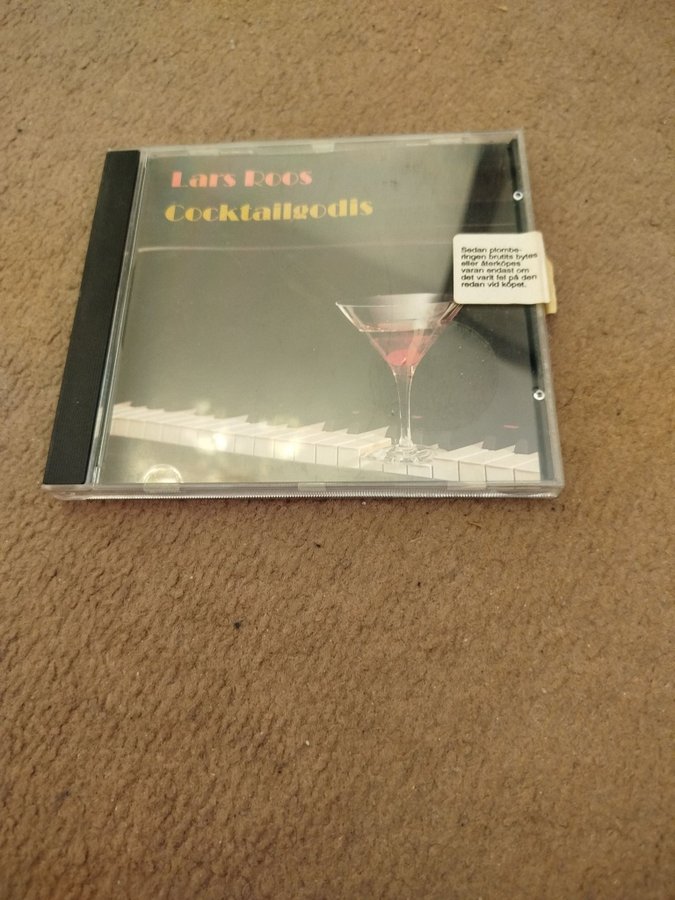 Lars Roos
Cocktailgodis
Sedan plombe-
ringen brutits bytes
eller återköpes
varan endast om
det varit fel på den
redan vid köpet.